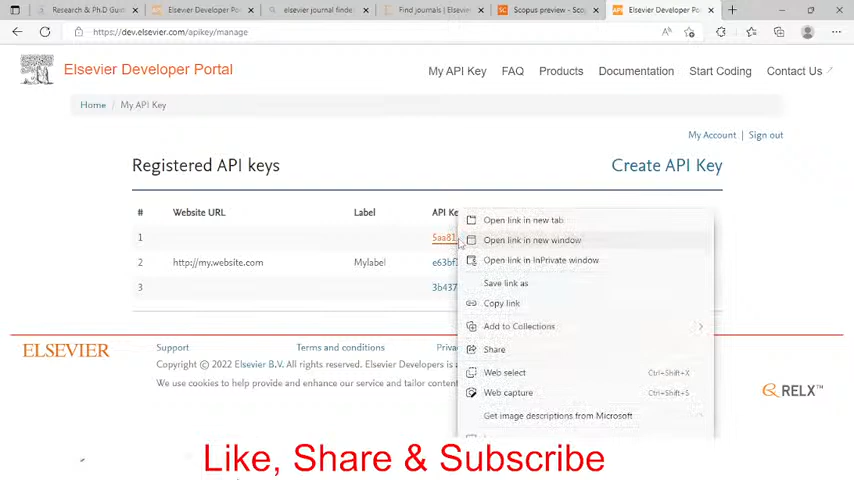 Research & Ph.D Guid
Elsevier Developer Por
elsevier journal finde
Find journals | Elsevier
Scopus preview - Sco
Elsevier Developer Po
https://dev.elsevier.com/apikey/manage
Elsevier Developer Portal
My API Key FAQ Products Documentation Start Coding Contact Us
Home / My API Key
My Account | Sign out
Registered API keys
Create API Key
# Website URL Label API Ke
1 5aa81
2 http://my.website.com Mylabel e63bf
3 3b437
Open link in new tab
Open link in new window
Open link in InPrivate window
Save link as
Copy link
Add to Collections
Share
Web select Ctrl+Shift+X
Web capture Ctrl+Shift+S
Get image descriptions from Microsoft
ELSEVIER
Support Terms and conditions Priva
Copyright © 2022 Elsevier B.V. All rights reserved. Elsevier Developers is
We use cookies to help provide and enhance our service and tailor conten
RELX™
Like, Share & Subscribe